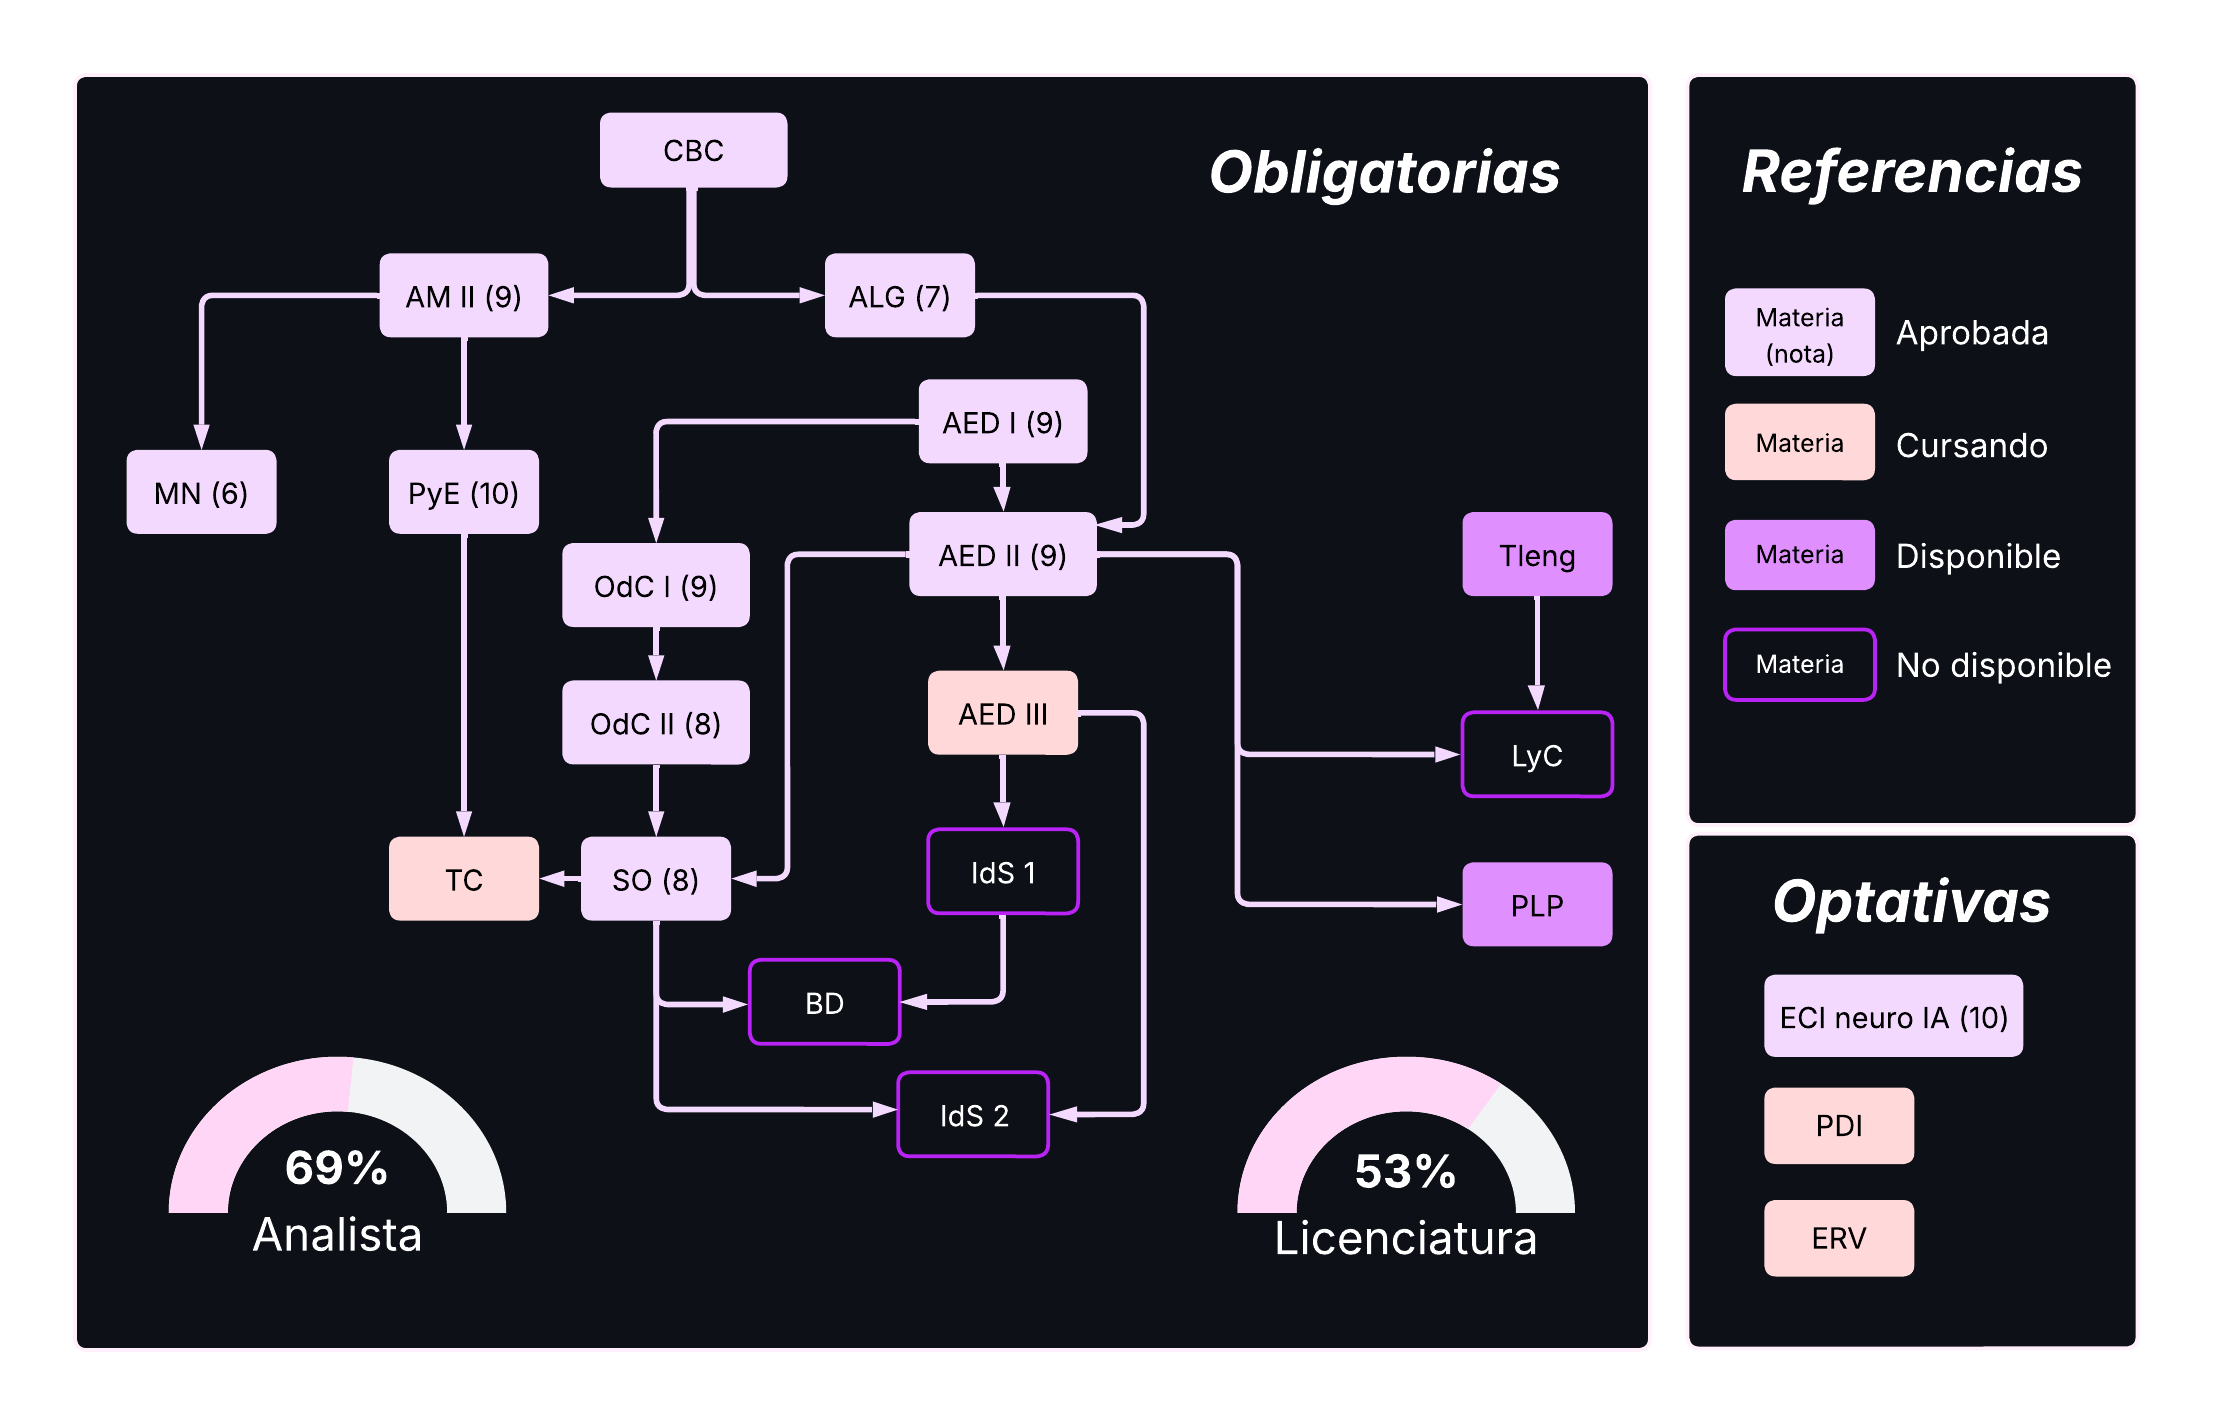 Obligatorias
CBC
AM II (9)
ALG (7)
AED I (9)
MN (6)
PyE (10)
AED II (9)
Tleng
OdC I (9)
OdC II (8)
AED III
LyC
TC
SO (8)
IdS 1
PLP
BD
IdS 2
69%
Analista
53%
Licenciatura
Referencias
Materia
(nota)
Aprobada
Materia
Cursando
Materia
Disponible
Materia
No disponible
Optativas
ECI neuro IA (10)
PDI
ERV